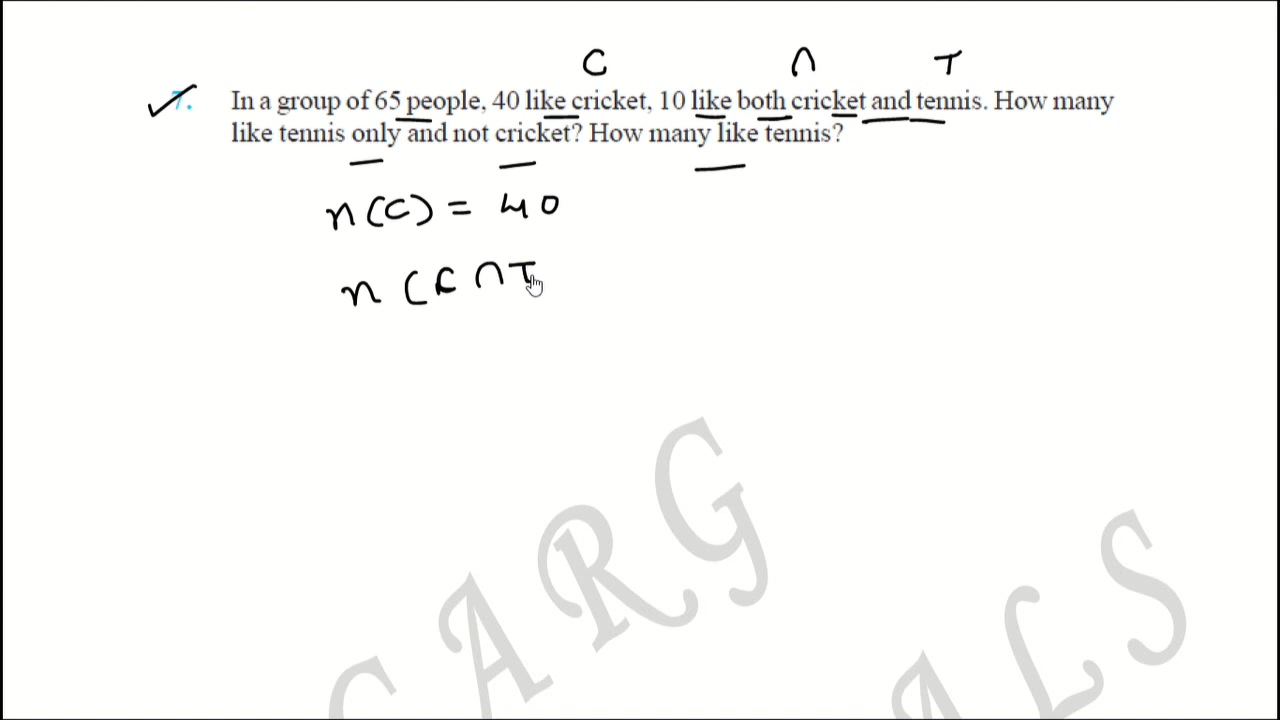 C ∩ T
7. In a group of 65 people, 40 like cricket, 10 like both cricket and tennis. How many
like tennis only and not cricket? How many like tennis?
n(C) = 40
n(C∩T
GARG
ALS